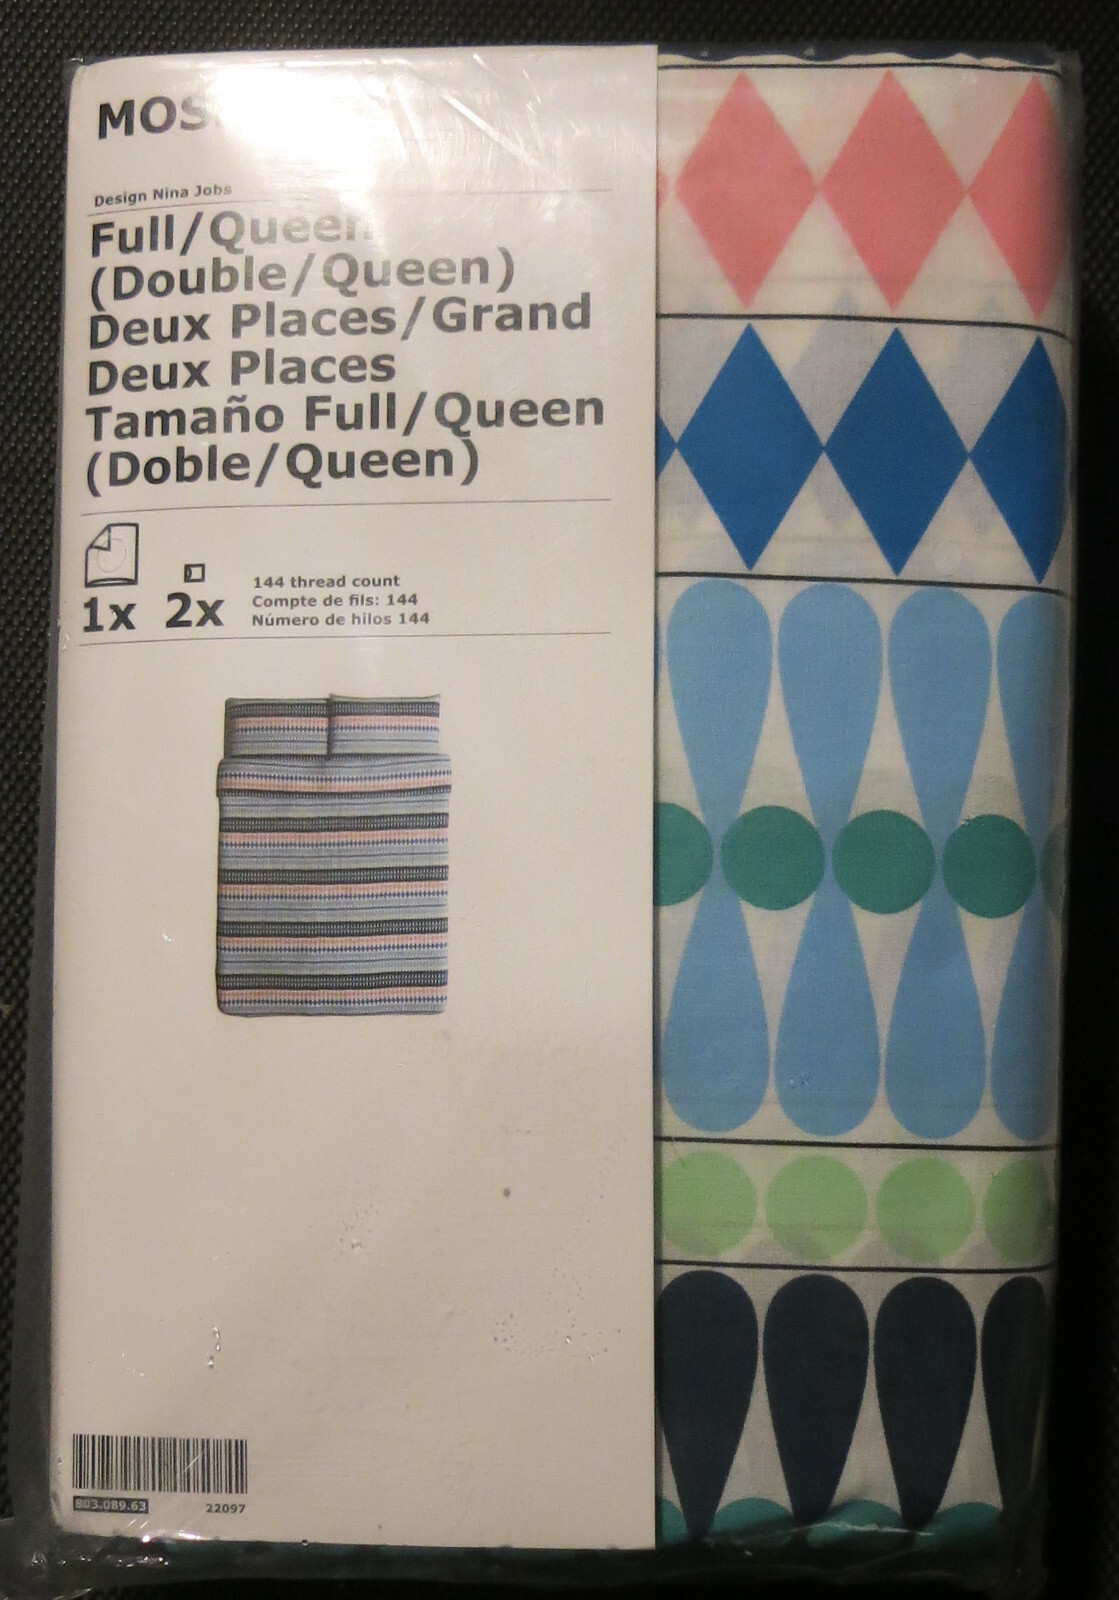 Design Nina Jobs
Full/Queen
(Double/Queen)
Deux Places/Grand
Deux Places
Tamaño Full/Queen
(Doble/Queen)
1x 2x
144 thread count
Compte de fils: 144
Número de hilos 144
803.089.63 22097